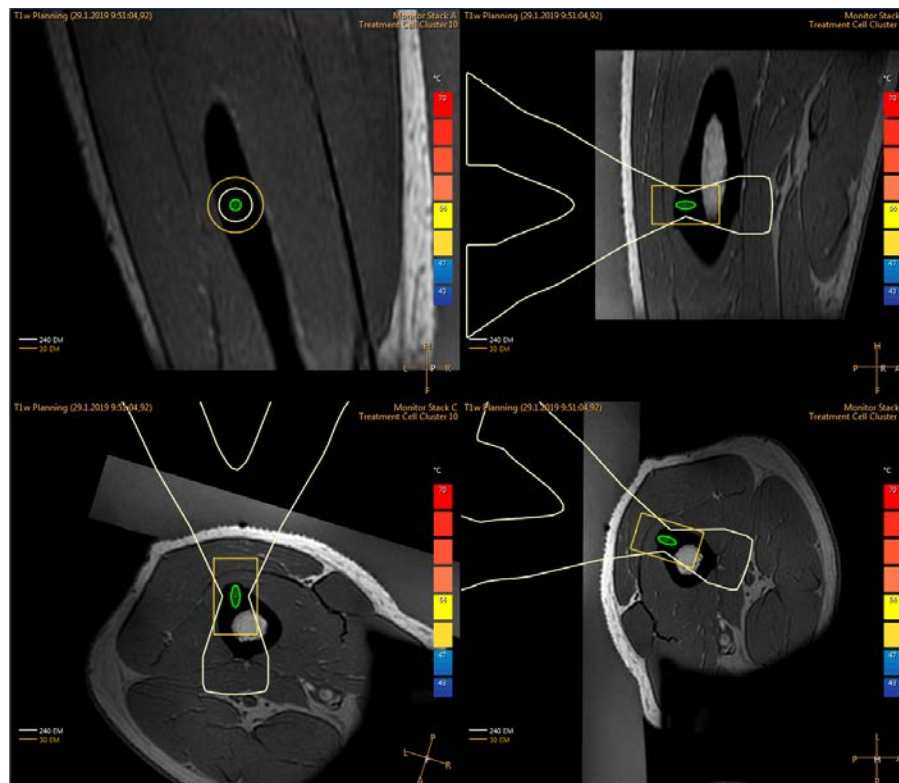 T1w Planning (29.1.2019 9:51:04,92)
Monitor Stack A
Treatment Cell Cluster 10
°C
70
56
47
43
240 EM
30 EM
H
L P R
F
T1w Planning (29.1.2019 9:51:04,92)
Treatment Cell Cluster 10
°C
70
56
47
43
240 EM
30 EM
H
P R A
F
T1w Planning (29.1.2019 9:51:04,92)
Monitor Stack C
Treatment Cell Cluster 10
°C
70
56
47
43
240 EM
30 EM
P
L F R
A
T1w Planning (29.1.2019 9:51:04,92)
Treatment Cell Cluster 10
°C
70
56
47
43
240 EM
30 EM
L
P H A
R